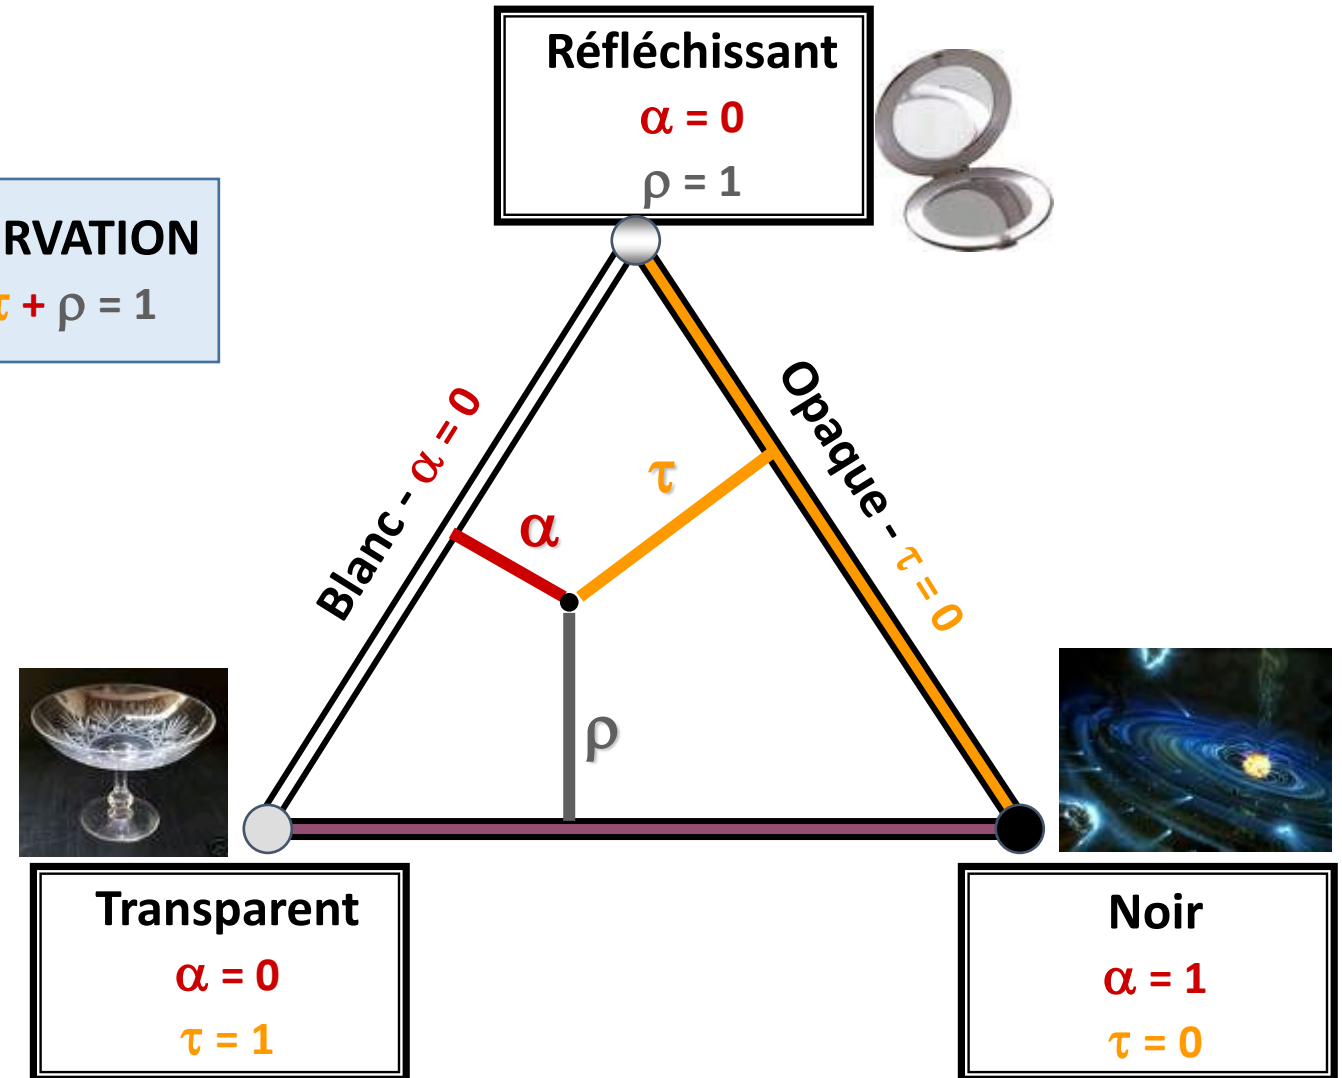 Réfléchissant
α = 0
ρ = 1
RVATION
τ + ρ = 1
Blanc - α = 0
Opaque - τ = 0
τ
α
ρ
Transparent
α = 0
τ = 1
Noir
α = 1
τ = 0